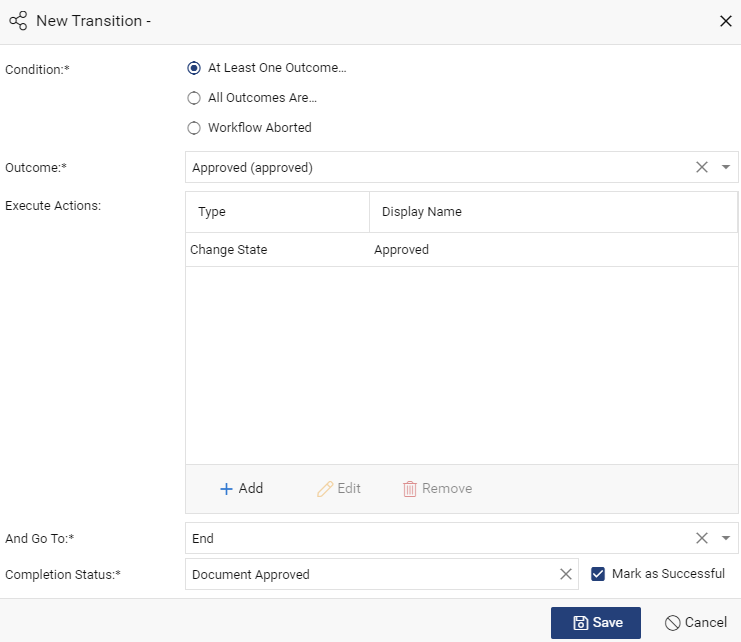 New Transition -
Condition:*
At Least One Outcome...
All Outcomes Are...
Workflow Aborted
Outcome:*
Approved (approved)
Execute Actions:
Type Display Name
Change State Approved
Add Edit Remove
And Go To:*
End
Completion Status:*
Document Approved
Mark as Successful
Save Cancel